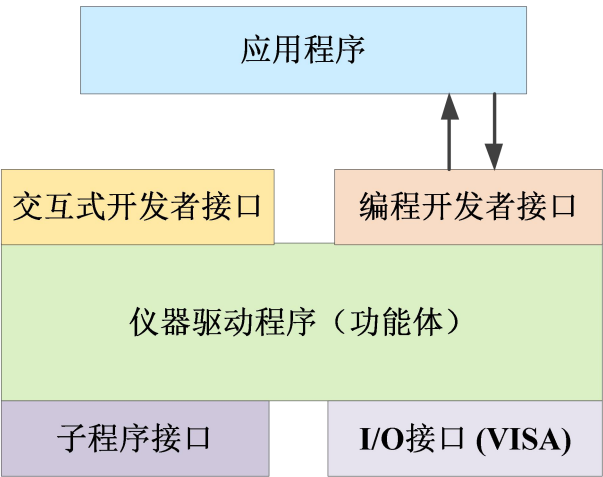 应用程序
交互式开发者接口
编程开发者接口
仪器驱动程序（功能体）
子程序接口
I/O接口 (VISA)